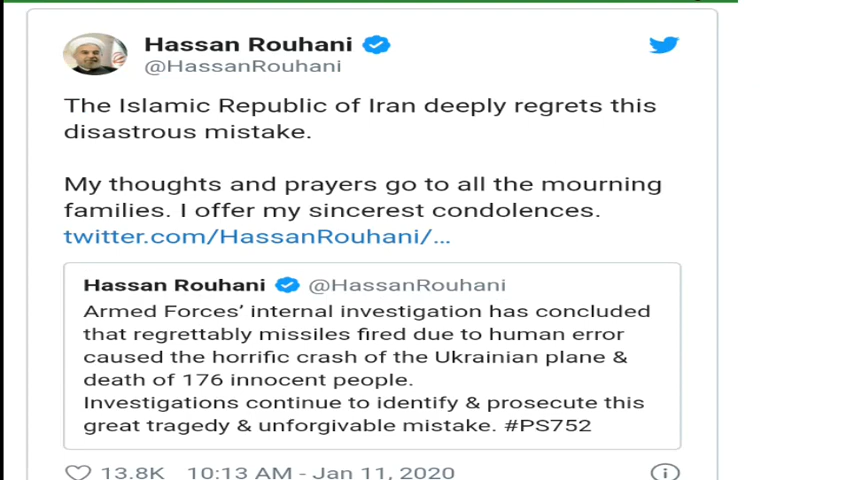 Hassan Rouhani
@HassanRouhani
The Islamic Republic of Iran deeply regrets this
disastrous mistake.
My thoughts and prayers go to all the mourning
families. I offer my sincerest condolences.
twitter.com/HassanRouhani/...
Hassan Rouhani @HassanRouhani
Armed Forces’ internal investigation has concluded
that regrettably missiles fired due to human error
caused the horrific crash of the Ukrainian plane &
death of 176 innocent people.
Investigations continue to identify & prosecute this
great tragedy & unforgivable mistake. #PS752
13.8K 10:13 AM - Jan 11, 2020